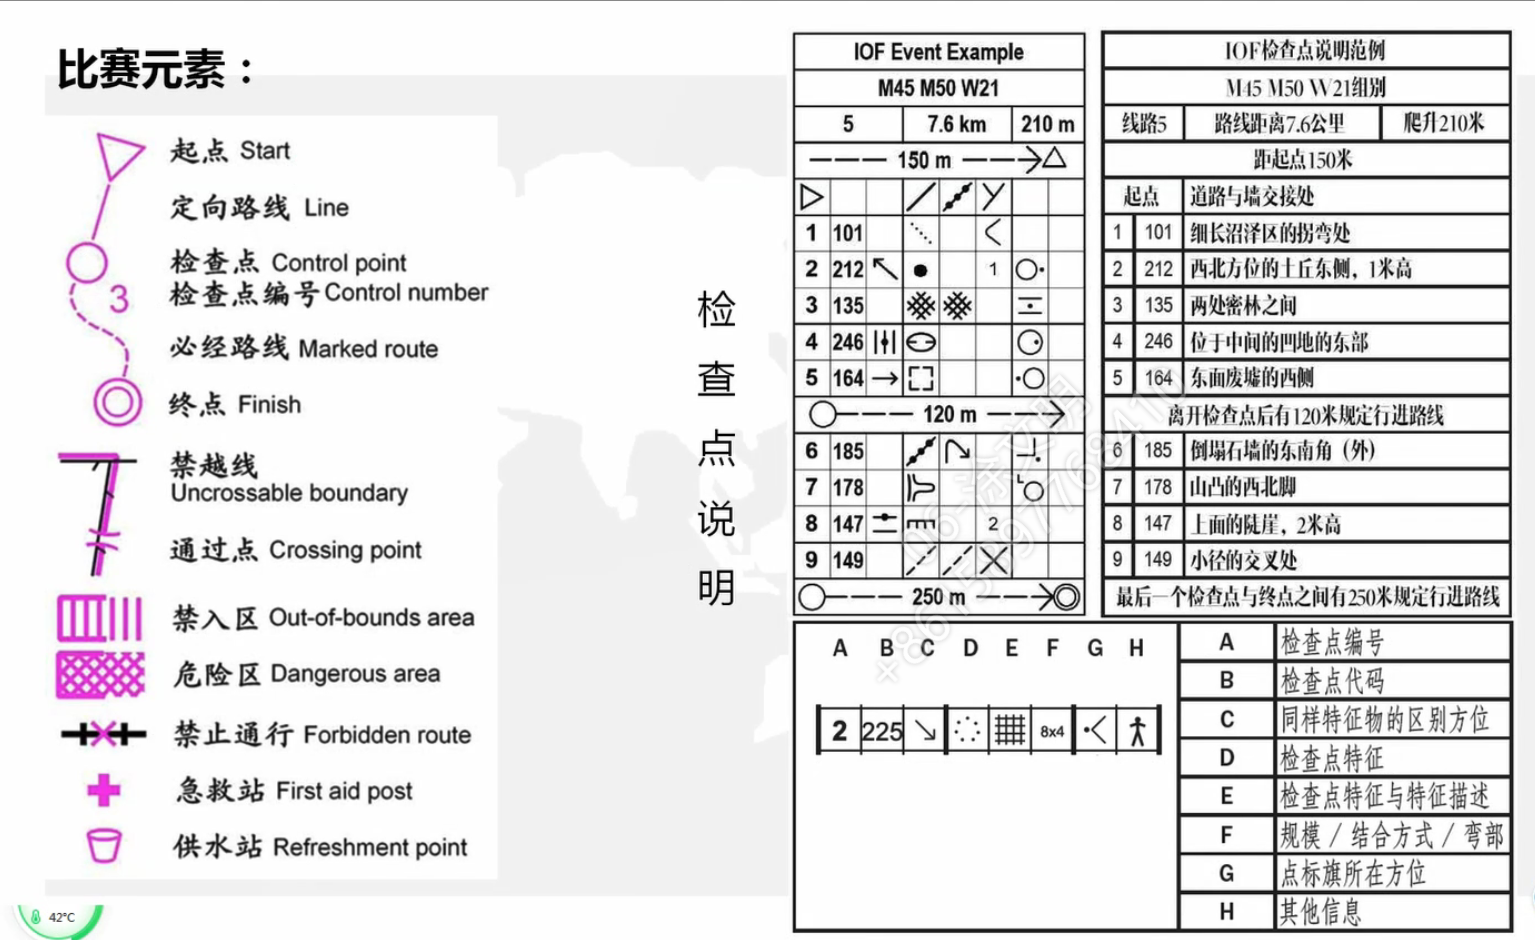 比赛元素：
起点 Start
定向路线 Line
检查点 Control point
检查点编号 Control number
3
必经路线 Marked route
终点 Finish
禁越线
Uncrossable boundary
通过点 Crossing point
禁入区 Out-of-bounds area
危险区 Dangerous area
禁止通行 Forbidden route
急救站 First aid post
供水站 Refreshment point
42°C
检查点说明
IOF Event Example
M45 M50 W21
5 7.6 km 210 m
150 m
1 101
2 212 1
3 135
4 246
5 164
120 m
6 185
7 178
8 147 2
9 149
250 m
IOF检查点说明范例
M45 M50 W21组别
线路5 路线距离7.6公里 爬升210米
距起点150米
起点 道路与墙交接处
1 101 细长沼泽区的拐弯处
2 212 西北方位的土丘东侧，1米高
3 135 两处密林之间
4 246 位于中间的凹地的东部
5 164 东面废墟的西侧
离开检查点后有120米规定行进路线
6 185 倒塌石墙的东南角（外）
7 178 山凸的西北脚
8 147 上面的陡崖，2米高
9 149 小径的交叉处
最后一个检查点与终点之间有250米规定行进路线
A B C D E F G H
2 225 8x4
A 检查点编号
B 检查点代码
C 同样特征物的区别方位
D 检查点特征
E 检查点特征与特征描述
F 规模 / 结合方式 / 弯部
G 点标旗所在方位
H 其他信息